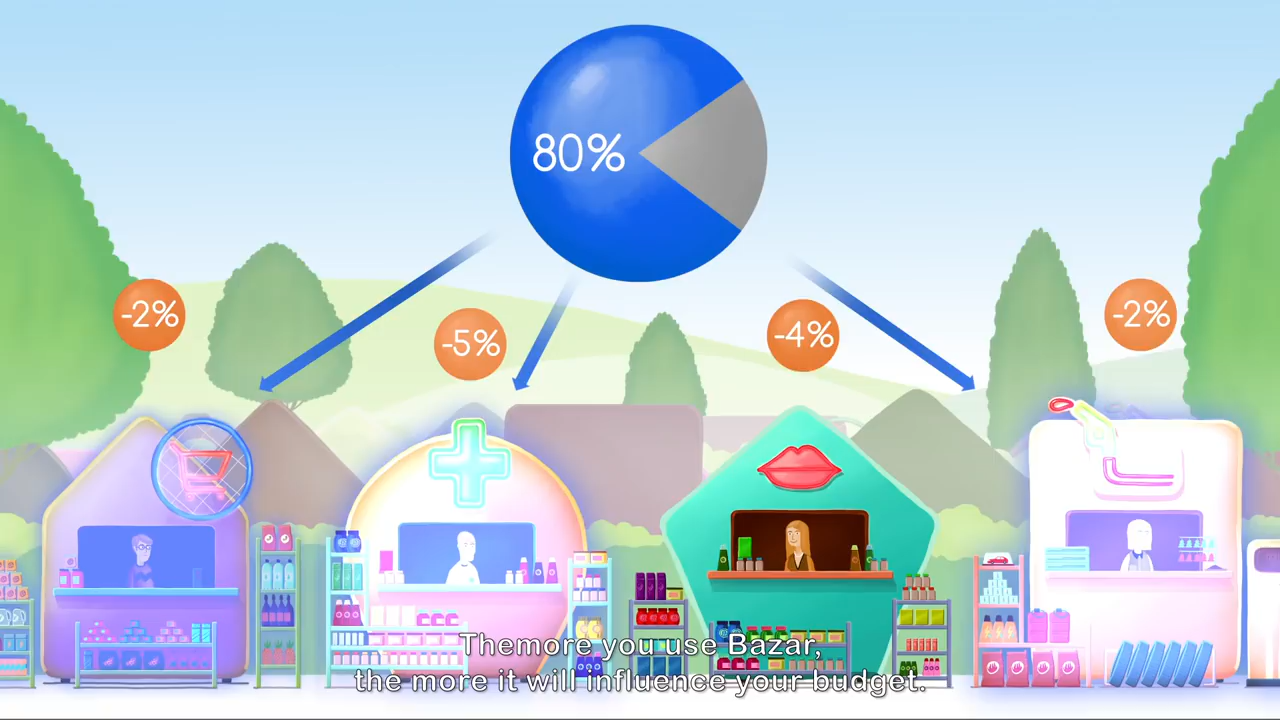 80%
-2%
-5%
-4%
-2%
Themore you use Bazar,
the more it will influence your budget.